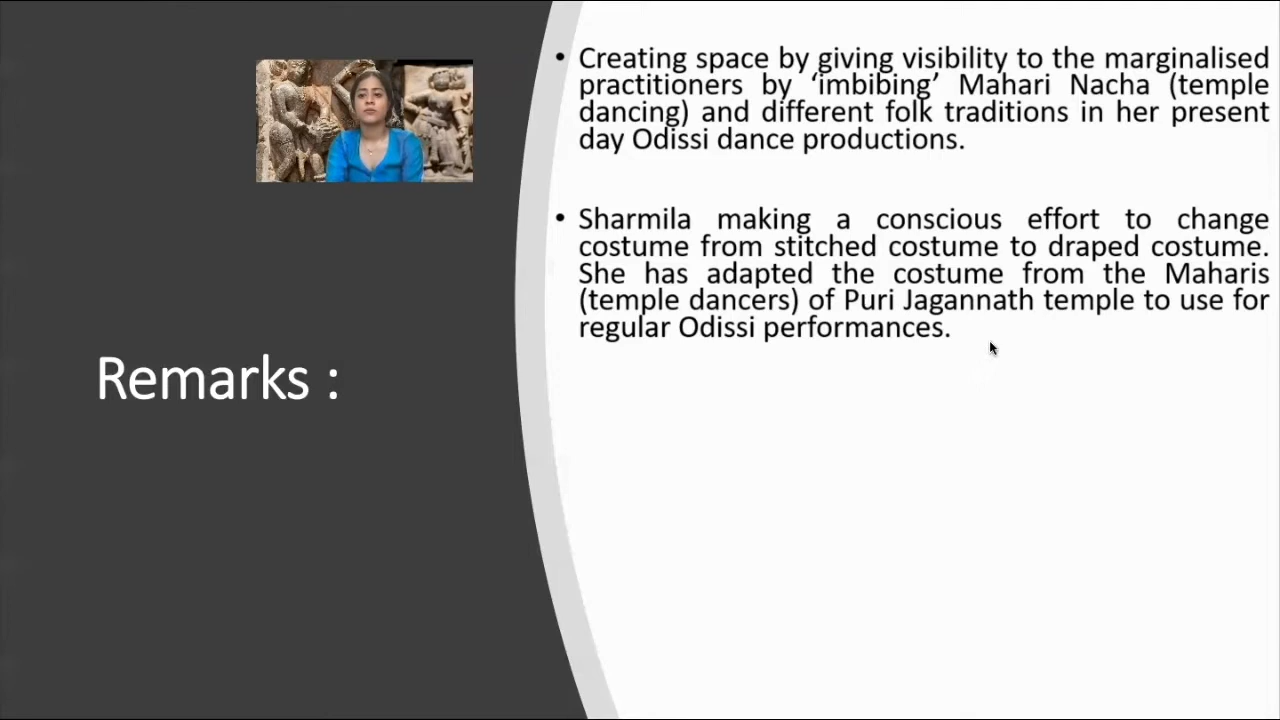 Remarks :
• Creating space by giving visibility to the marginalised
practitioners by ‘imbibing’ Mahari Nacha (temple
dancing) and different folk traditions in her present
day Odissi dance productions.
• Sharmila making a conscious effort to change
costume from stitched costume to draped costume.
She has adapted the costume from the Maharis
(temple dancers) of Puri Jagannath temple to use for
regular Odissi performances.